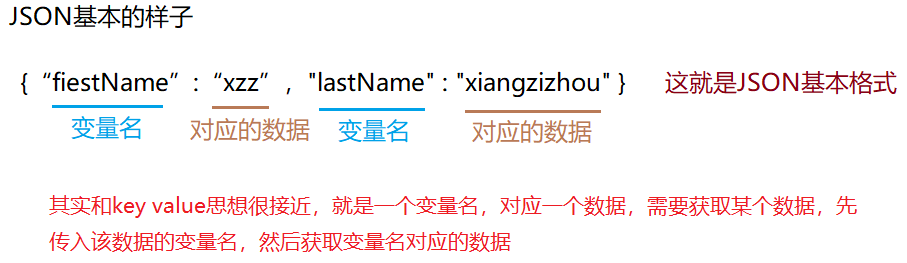 JSON基本的样子
{ “fiestName” : “xzz” , "lastName" : "xiangzizhou" } 这就是JSON基本格式
变量名 对应的数据 变量名 对应的数据
其实和key value思想很接近，就是一个变量名，对应一个数据，需要获取某个数据，先
传入该数据的变量名，然后获取变量名对应的数据